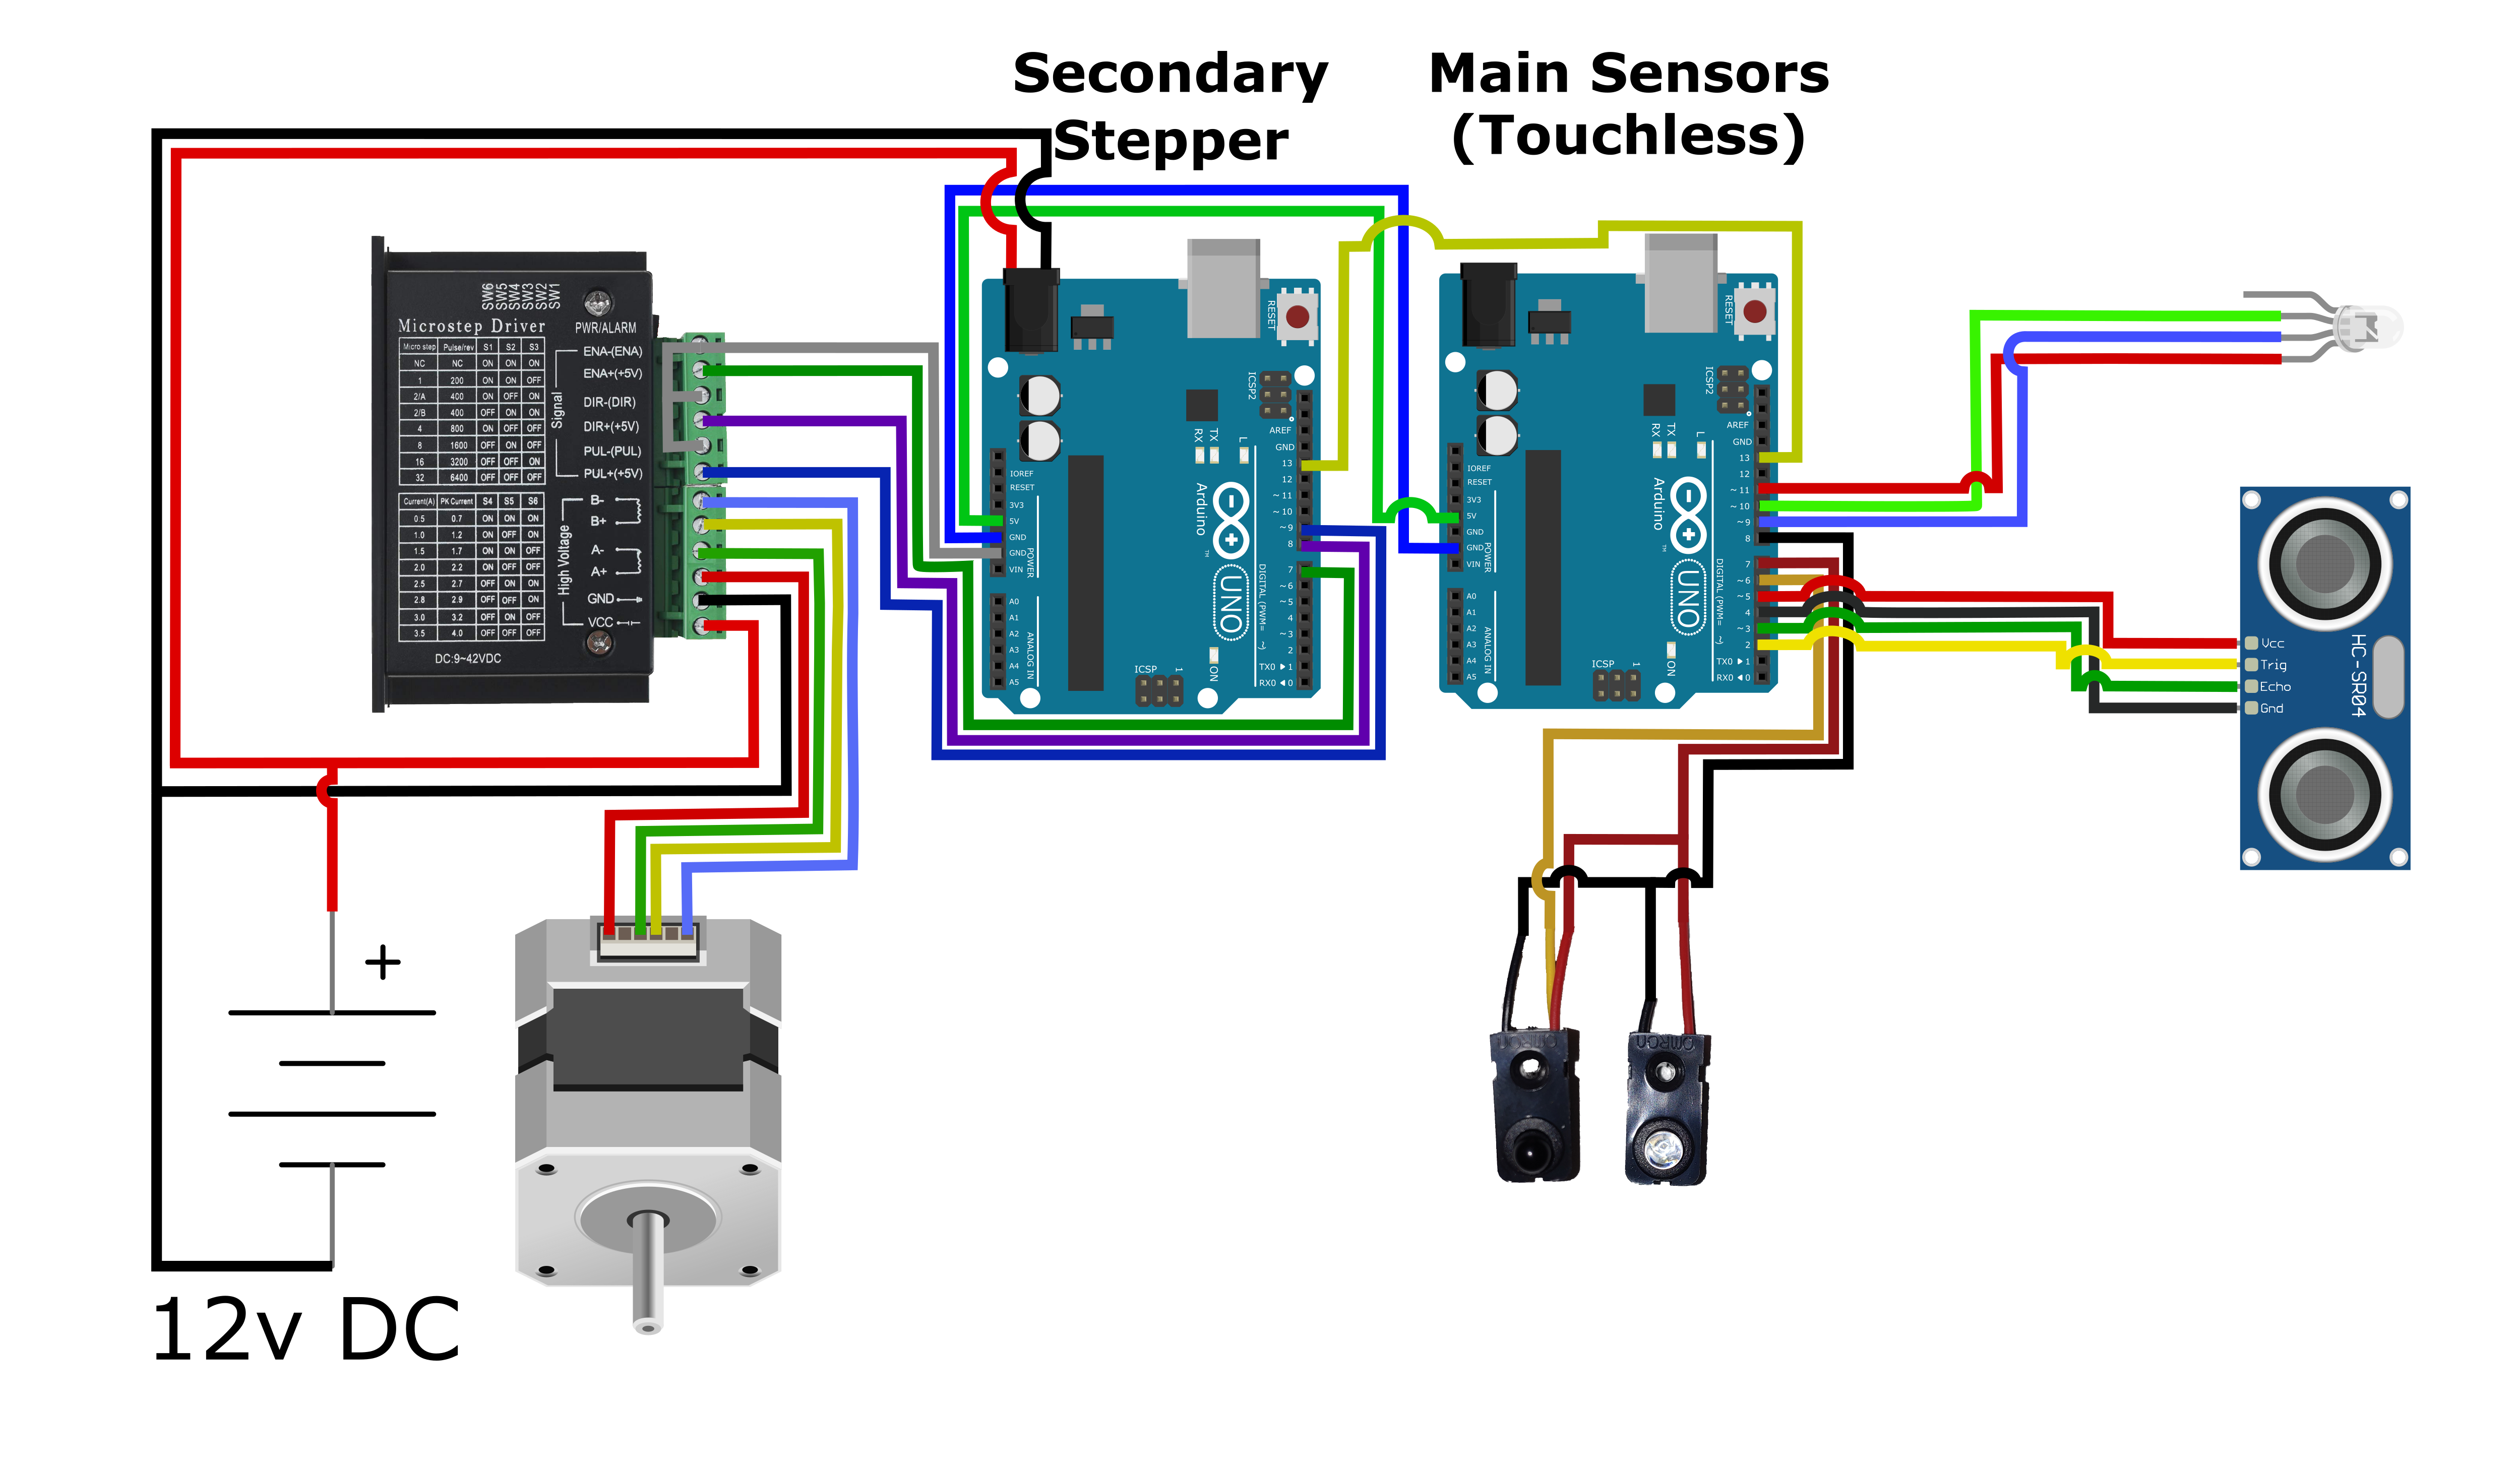 Secondary
Stepper
Main Sensors
(Touchless)
SW6
SW5
SW4
SW3
SW2
SW1
Microstep Driver
PWR/ALARM
Micro step Pulse/rev S1 S2 S3
NC NC ON ON ON
1 200 ON ON OFF
2/A 400 ON OFF ON
2/B 400 OFF ON ON
4 800 ON OFF OFF
8 1600 OFF ON OFF
16 3200 OFF OFF ON
32 6400 OFF OFF OFF
Current(A) PK Current S4 S5 S6
0.5 0.7 ON ON ON
1.0 1.2 ON OFF ON
1.5 1.7 ON ON OFF
2.0 2.2 ON OFF OFF
2.5 2.7 OFF ON ON
2.8 2.9 OFF OFF ON
3.0 3.2 OFF ON OFF
3.5 4.0 OFF OFF OFF
DC:9~42VDC
Signal
ENA-(ENA)
ENA+(+5V)
DIR-(DIR)
DIR+(+5V)
PUL-(PUL)
PUL+(+5V)
High Voltage
B-
B+
A-
A+
GND
VCC
RESET
ICSP2
AREF
GND
13
12
~ 11
~ 10
~ 9
8
7
~ 6
~ 5
4
~ 3
2
TX0 ▶ 1
RX0 ◀ 0
RX
TX
L
Arduino
TM
UNO
DIGITAL (PWM= ~)
ON
ICSP
1
IOREF
RESET
3V3
5V
GND
GND
VIN
POWER
A0
A1
A2
A3
A4
A5
ANALOG IN
RESET
ICSP2
AREF
GND
13
12
~ 11
~ 10
~ 9
8
7
~ 6
~ 5
4
~ 3
2
TX0 ▶ 1
RX0 ◀ 0
RX
TX
L
Arduino
TM
UNO
DIGITAL (PWM= ~)
ON
ICSP
1
IOREF
RESET
3V3
5V
GND
GND
VIN
POWER
A0
A1
A2
A3
A4
A5
ANALOG IN
Vcc
Trig
Echo
Gnd
HC-SR04
OMRON
OMRON
+
12v DC